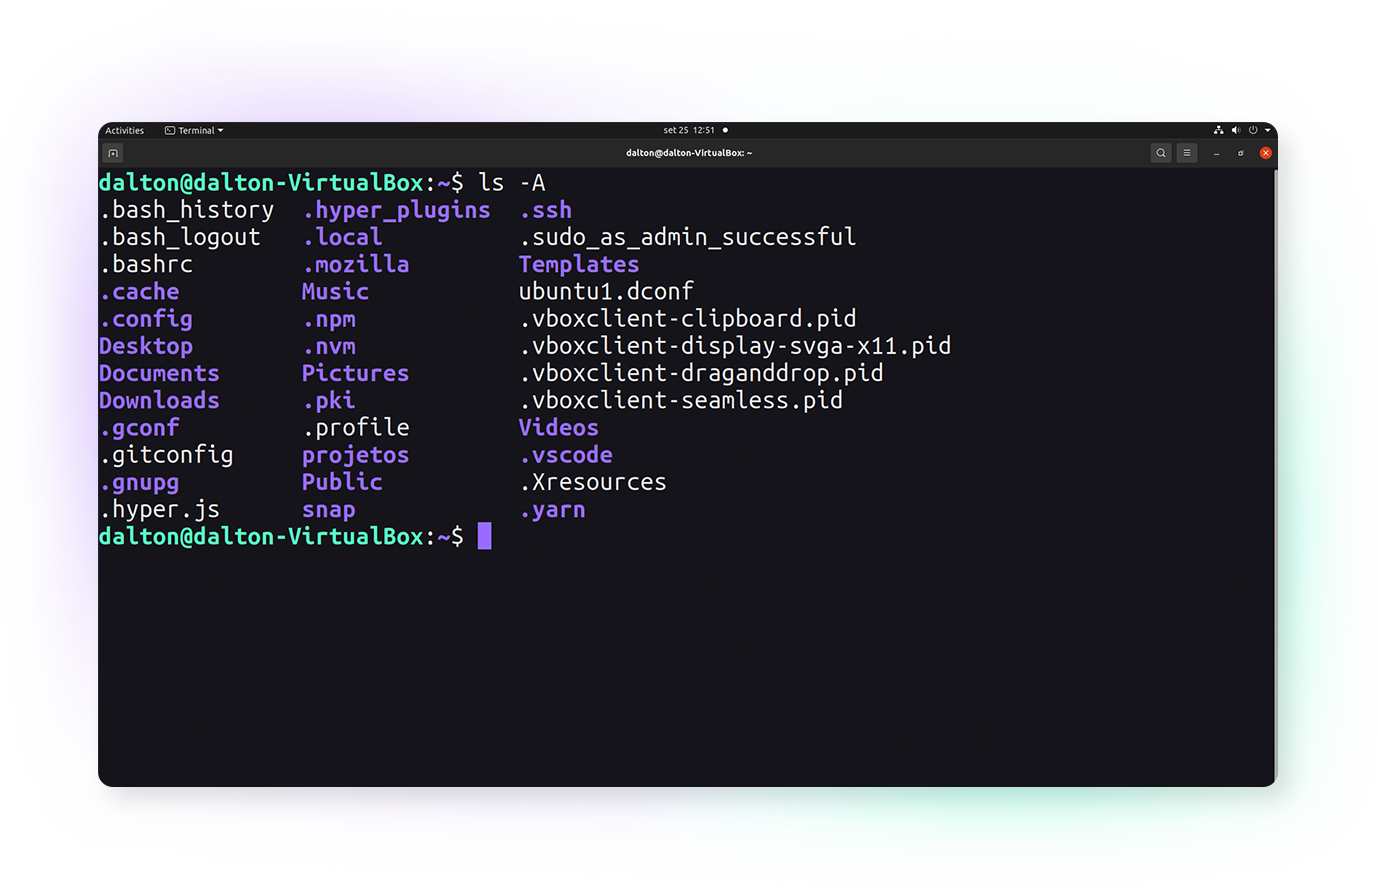 Activities Terminal set 25 12:51
dalton@dalton-VirtualBox: ~
dalton@dalton-VirtualBox:~$ ls -A
.bash_history .hyper_plugins .ssh
.bash_logout .local .sudo_as_admin_successful
.bashrc .mozilla Templates
.cache Music ubuntu1.dconf
.config .npm .vboxclient-clipboard.pid
Desktop .nvm .vboxclient-display-svga-x11.pid
Documents Pictures .vboxclient-draganddrop.pid
Downloads .pki .vboxclient-seamless.pid
.gconf .profile Videos
.gitconfig projetos .vscode
.gnupg Public .Xresources
.hyper.js snap .yarn
dalton@dalton-VirtualBox:~$